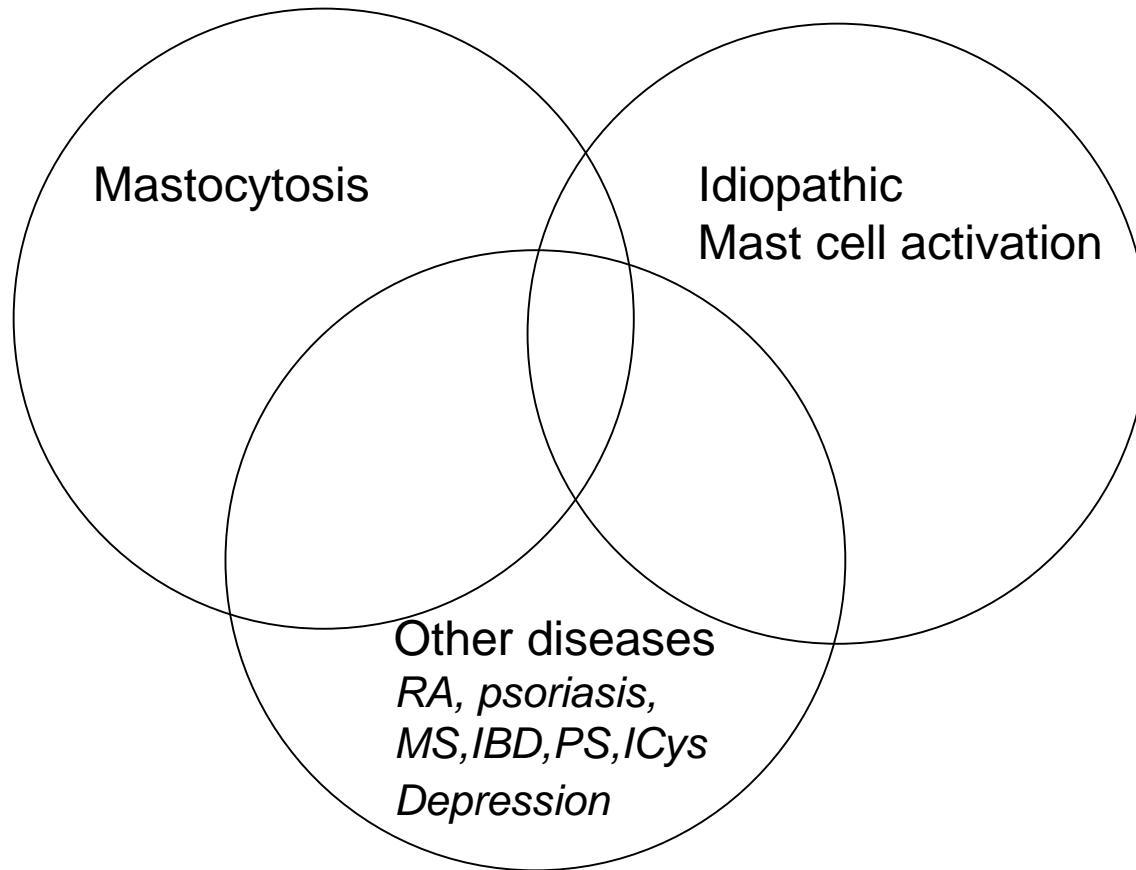 Mastocytosis
Idiopathic
Mast cell activation
Other diseases
RA, psoriasis,
MS,IBD,PS,ICys
Depression